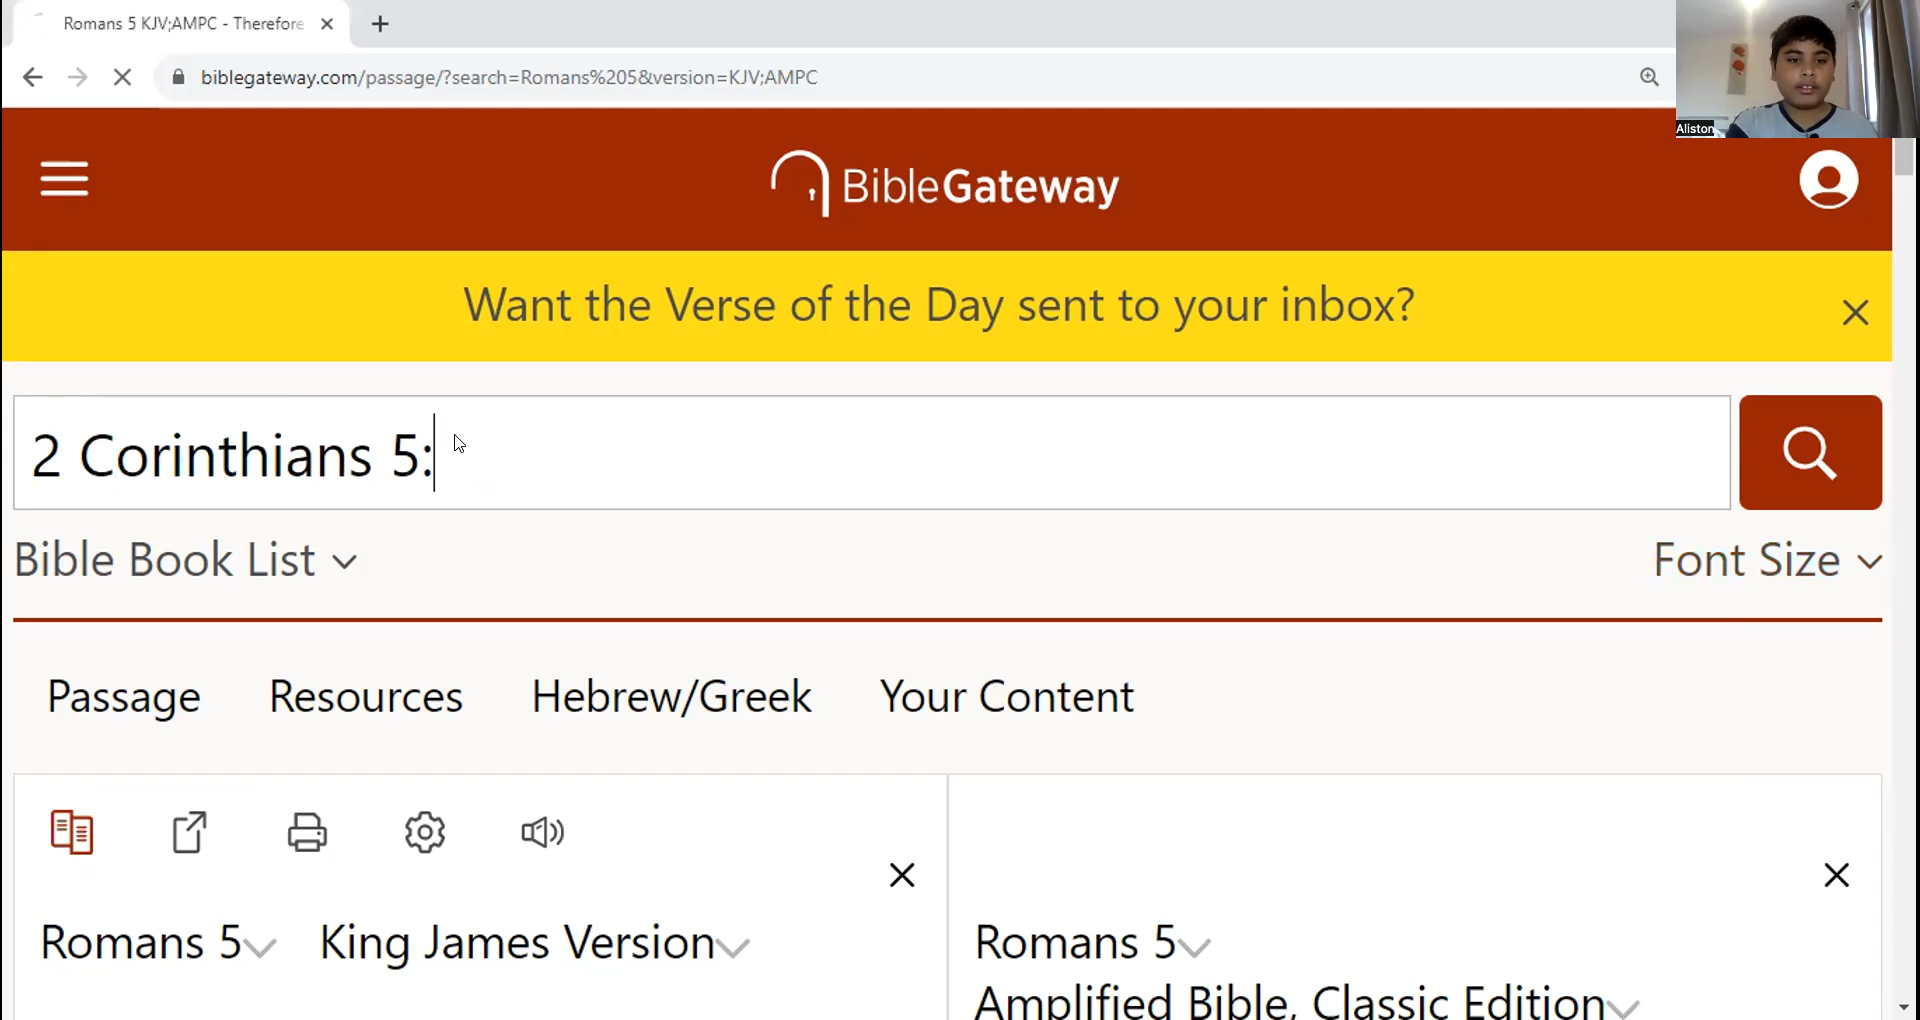 Romans 5 KJV;AMPC - Therefore
biblegateway.com/passage/?search=Romans%205&version=KJV;AMPC
Aliston
BibleGateway
Want the Verse of the Day sent to your inbox?
2 Corinthians 5:
Bible Book List
Font Size
Passage Resources Hebrew/Greek Your Content
Romans 5 King James Version
Romans 5
Amplified Bible, Classic Edition